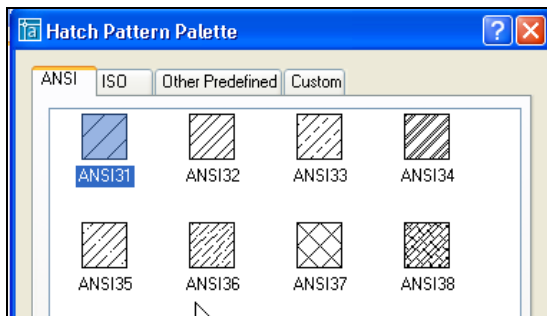 Hatch Pattern Palette
ANSI ISO Other Predefined Custom
ANSI31 ANSI32 ANSI33 ANSI34
ANSI35 ANSI36 ANSI37 ANSI38